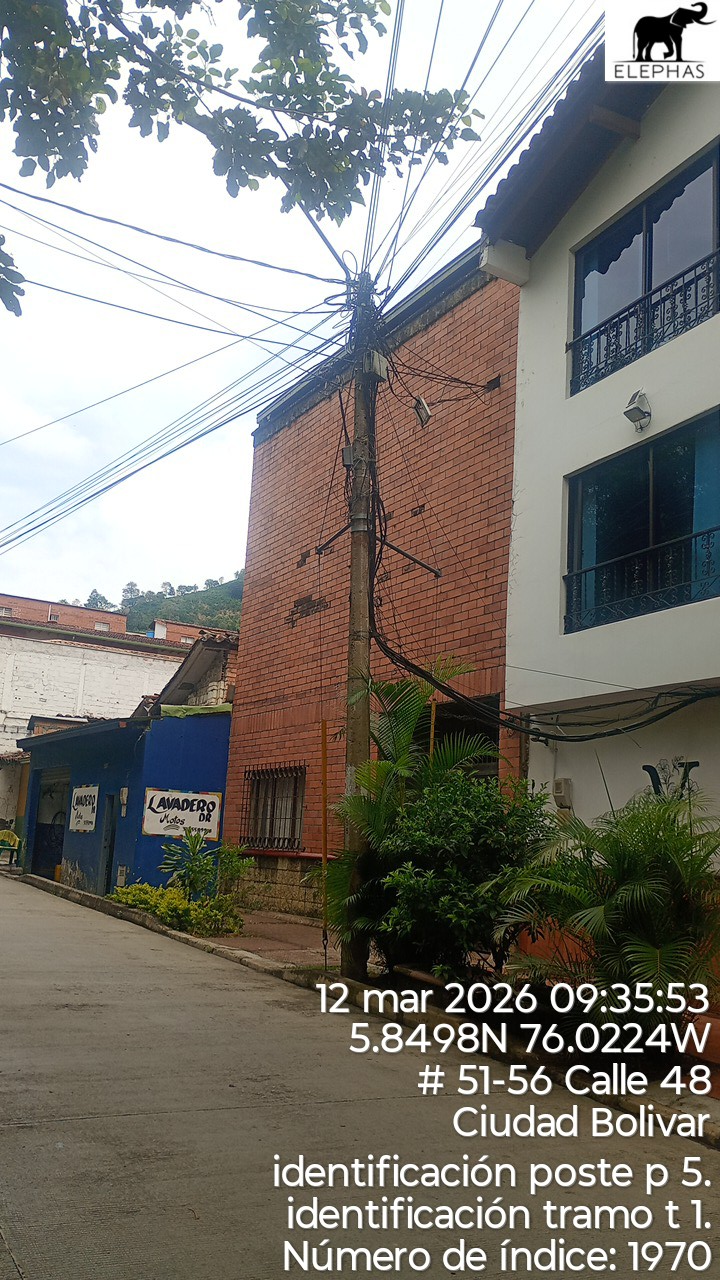 ELEPHAS
LAVADERO
LAVADERO
DR
Motos
12 mar 2026 09:35:53
5.8498N 76.0224W
# 51-56 Calle 48
Ciudad Bolivar
identificación poste p 5.
identificación tramo t 1.
Número de índice: 1970